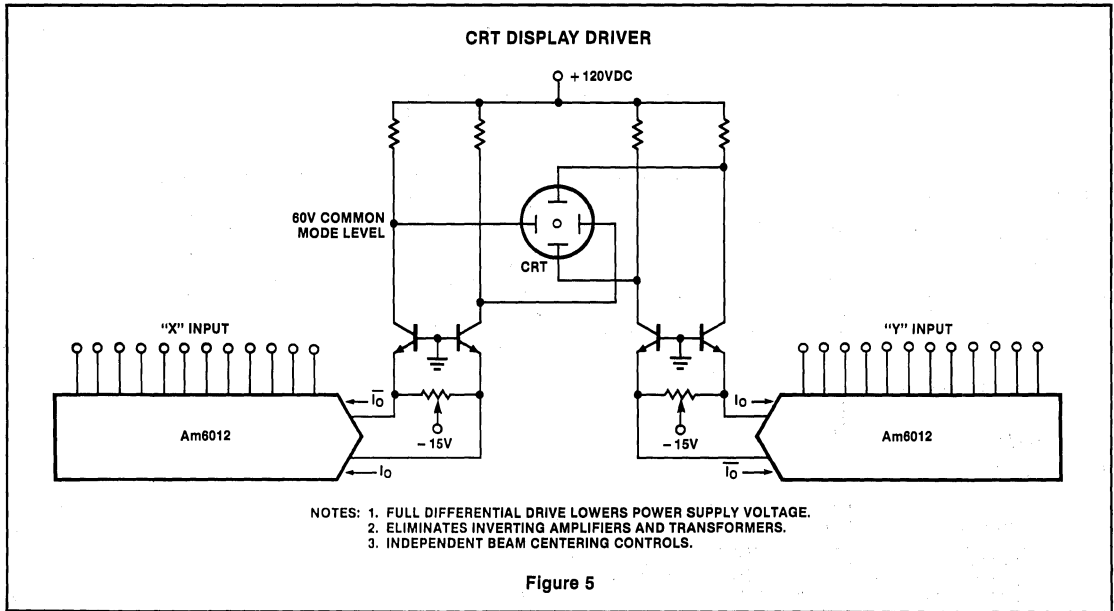 CRT DISPLAY DRIVER
+ 120VDC
60V COMMON
MODE LEVEL
CRT
"X" INPUT
"Y" INPUT
Am6012
I̅O̅
IO
– 15V
– 15V
IO
I̅O̅
Am6012
NOTES: 1. FULL DIFFERENTIAL DRIVE LOWERS POWER SUPPLY VOLTAGE.
2. ELIMINATES INVERTING AMPLIFIERS AND TRANSFORMERS.
3. INDEPENDENT BEAM CENTERING CONTROLS.
Figure 5